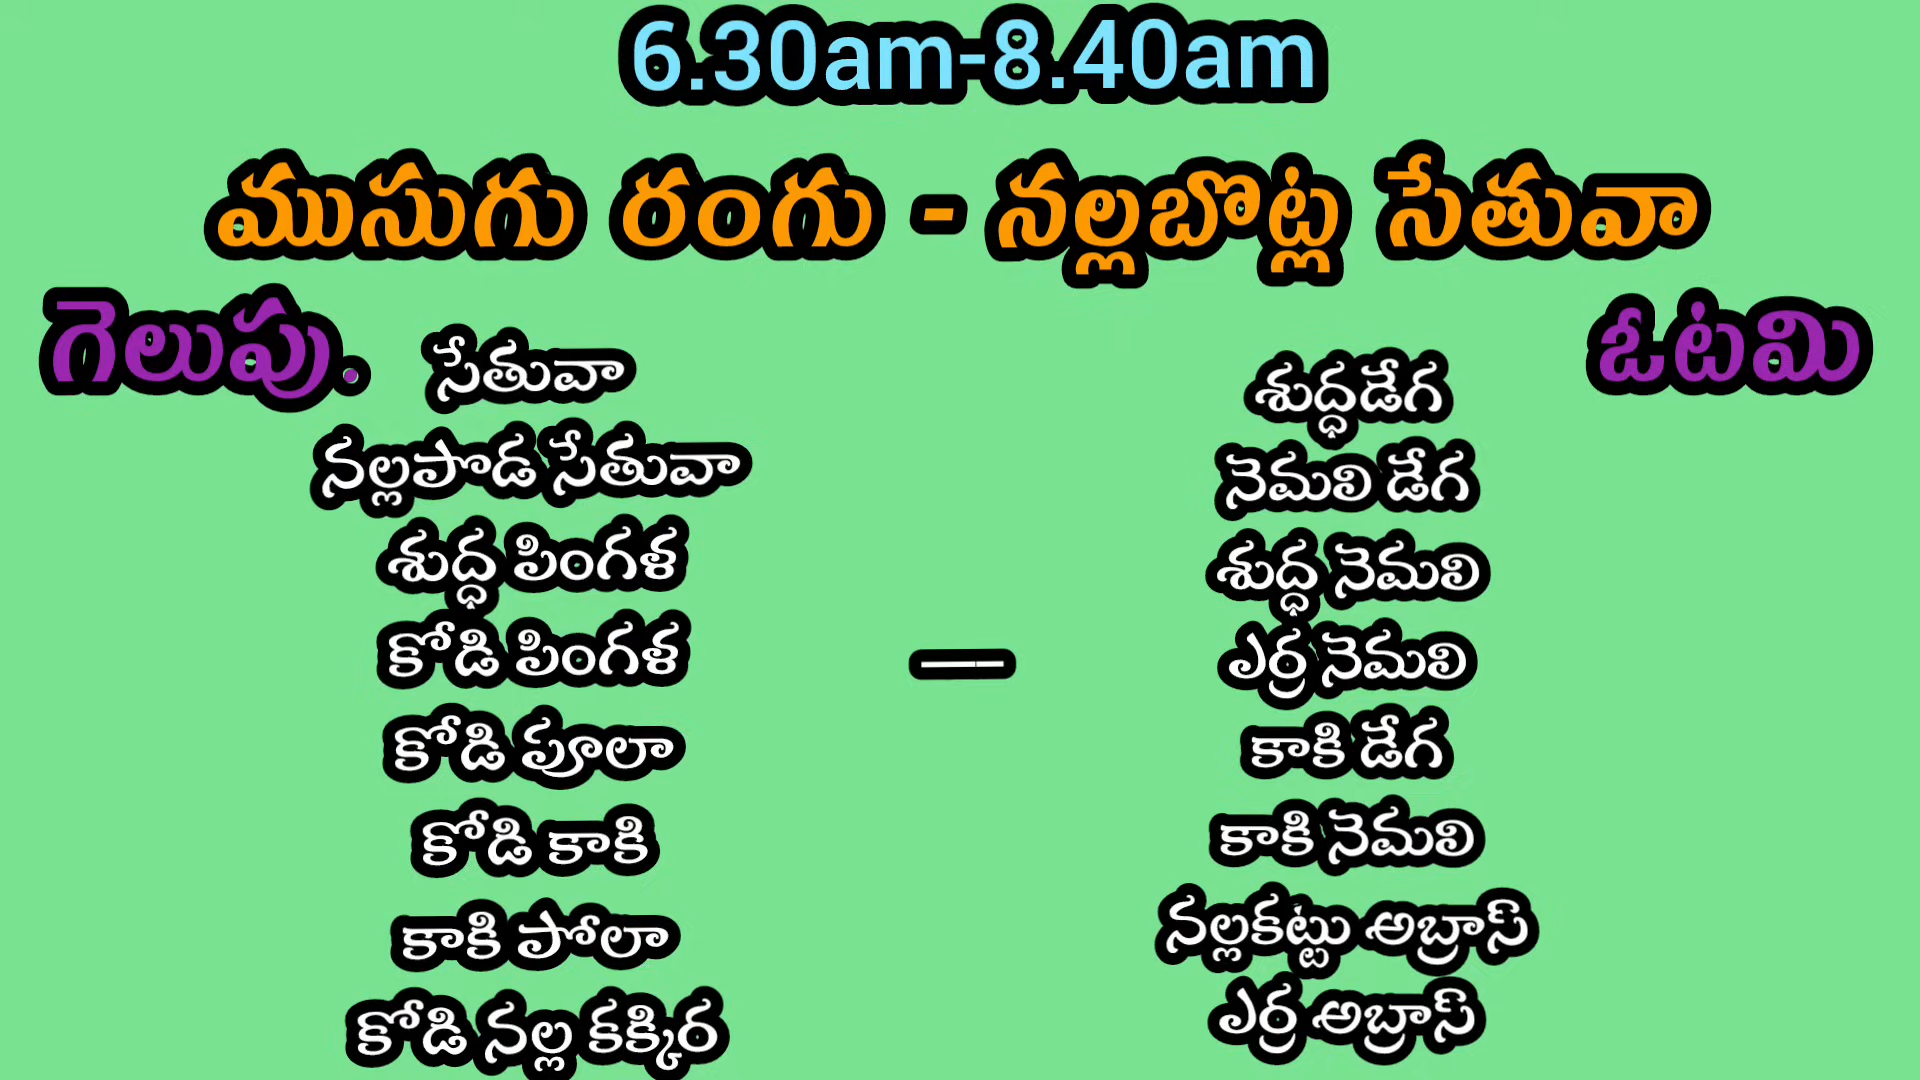 6.30am-8.40am
ముసుగు రంగు - నల్లబొట్ల సేతువా
గెలుపు.
ఓటమి
సేతువా
నల్లపొడ సేతువా
శుద్ధ పింగళ
కోడి పింగళ
కోడి పూలా
కోడి కాకి
కాకి పోలా
కోడి నల్ల కక్కిర
—
శుద్ధడేగ
నెమలి డేగ
శుద్ధ నెమలి
ఎర్ర నెమలి
కాకి డేగ
కాకి నెమలి
నల్లకట్టు అబ్రాస్
ఎర్ర అబ్రాస్